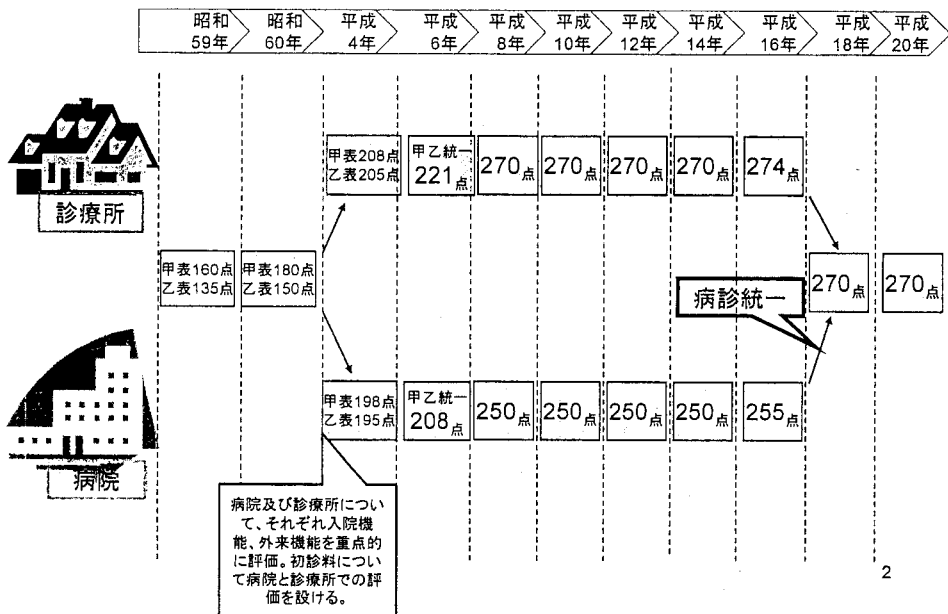 昭和 59年
昭和 60年
平成 4年
平成 6年
平成 8年
平成 10年
平成 12年
平成 14年
平成 16年
平成 18年
平成 20年
診療所
甲表208点
乙表205点
甲乙統一
221点
270点
270点
270点
270点
274点
甲表160点
乙表135点
甲表180点
乙表150点
病診統一
270点
270点
病院
甲表198点
乙表195点
甲乙統一
208点
250点
250点
250点
250点
255点
病院及び診療所につい
て、それぞれ入院機
能、外来機能を重点的
に評価。初診料につい
て病院と診療所での評
価を設ける。
2